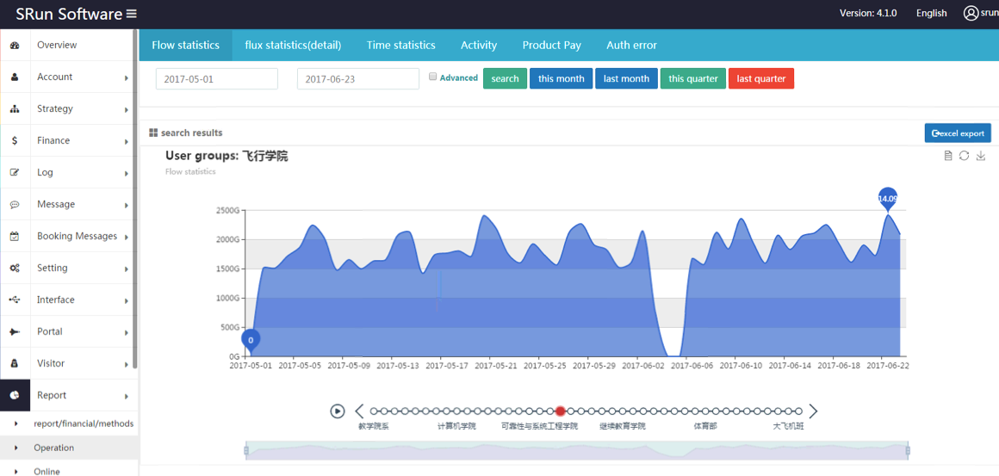 SRun Software
Version: 4.1.0 English srun
Overview
Account
Strategy
Finance
Log
Message
Booking Messages
Setting
Interface
Portal
Visitor
Report
report/financial/methods
Operation
Online
Flow statistics flux statistics(detail) Time statistics Activity Product Pay Auth error
2017-05-01 2017-06-23 Advanced search this month last month this quarter last quarter
search results excel export
User groups: 飞行学院
Flow statistics
14.09
2500G
2000G
1500G
1000G
500G
0
0G
2017-05-01 2017-05-05 2017-05-09 2017-05-13 2017-05-17 2017-05-21 2017-05-25 2017-05-29 2017-06-02 2017-06-06 2017-06-10 2017-06-14 2017-06-18 2017-06-22
教学院系 计算机学院 可靠性与系统工程学院 继续教育学院 体育部 大飞机班